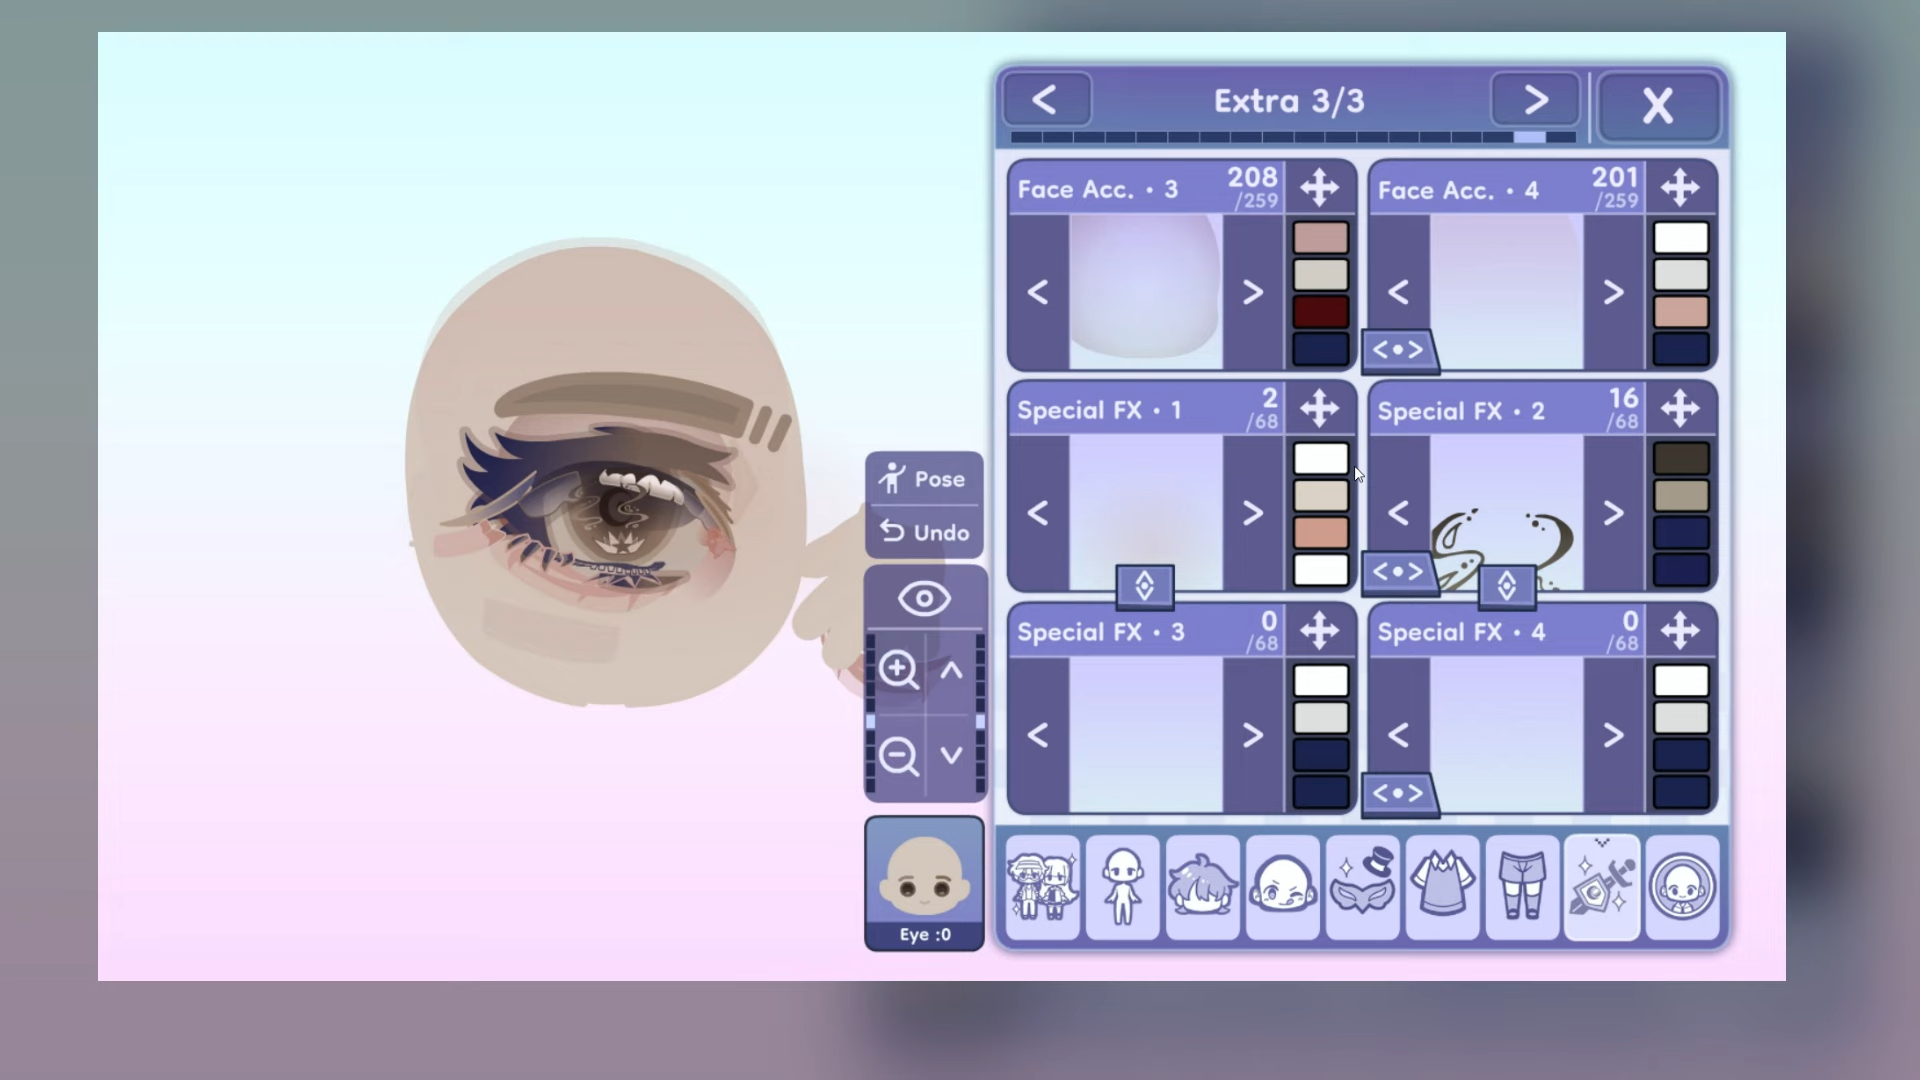 Extra 3/3
X
Face Acc. • 3 208 /259
Face Acc. • 4 201 /259
Special FX • 1 2 /68
Special FX • 2 16 /68
Pose
Undo
Special FX • 3 0 /68
Special FX • 4 0 /68
Eye :0